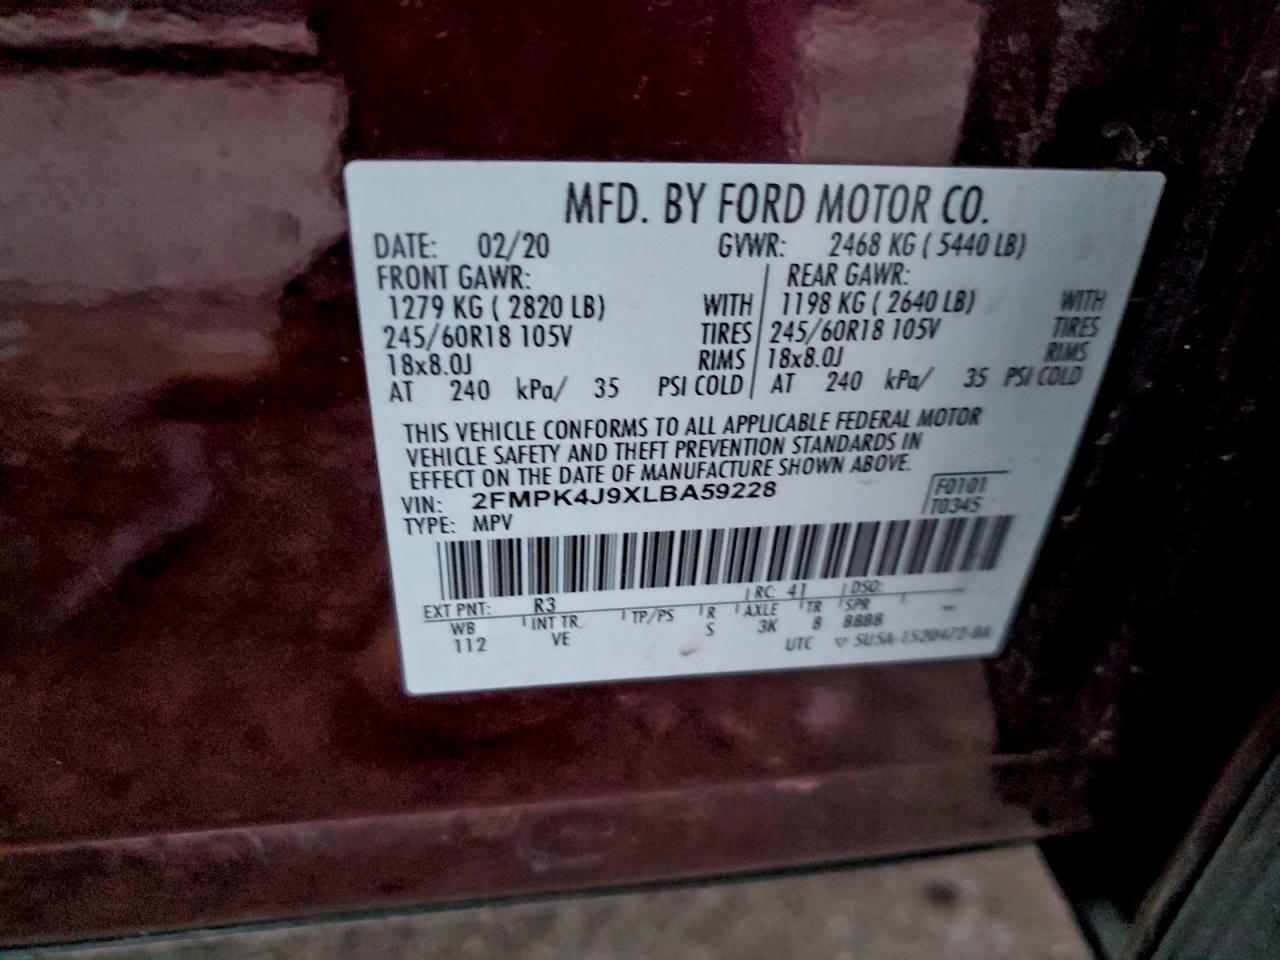 MFD. BY FORD MOTOR CO.
DATE: 02/20 GVWR: 2468 KG ( 5440 LB)
FRONT GAWR: REAR GAWR:
1279 KG ( 2820 LB) WITH 1198 KG ( 2640 LB) WITH
245/60R18 105V TIRES 245/60R18 105V TIRES
18x8.0J RIMS 18x8.0J RIMS
AT 240 kPa/ 35 PSI COLD AT 240 kPa/ 35 PSI COLD
THIS VEHICLE CONFORMS TO ALL APPLICABLE FEDERAL MOTOR
VEHICLE SAFETY AND THEFT PREVENTION STANDARDS IN
EFFECT ON THE DATE OF MANUFACTURE SHOWN ABOVE.
VIN: 2FMPK4J9XLBA59228 F0101
TYPE: MPV T0345
EXT PNT: R3 RC: 41 DSO:
WB INT TR TP/PS R AXLE TR SPR
112 VE S 3K 8 BBBB
UTC ▽ 5U5A-1520472-BA